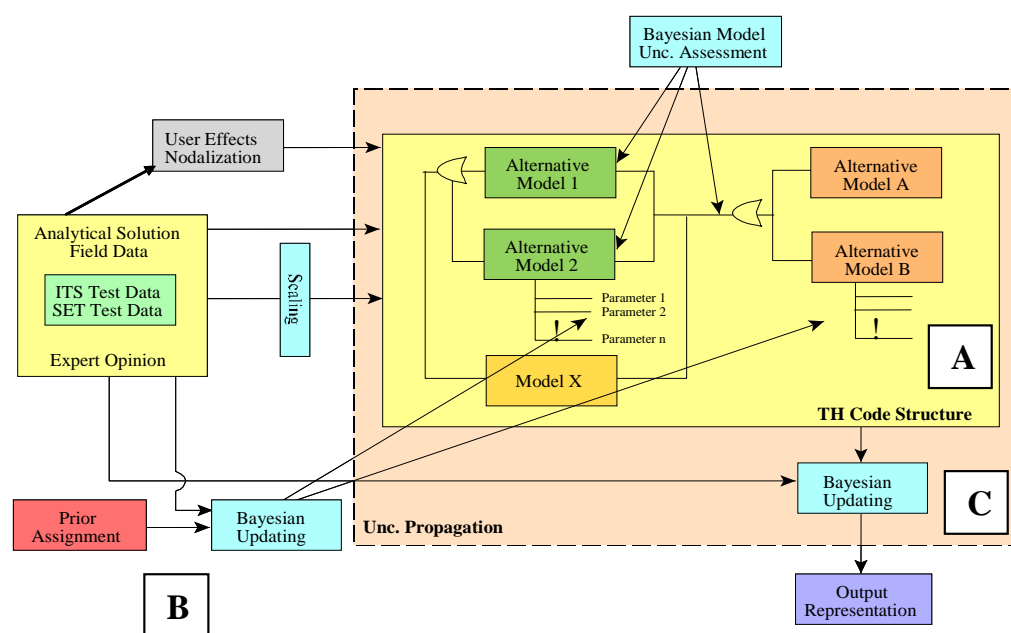 Bayesian Model
Unc. Assessment
User Effects
Nodalization
Alternative
Model 1
Alternative
Model A
Analytical Solution
Field Data
ITS Test Data
SET Test Data
Expert Opinion
Scaling
Alternative
Model 2
Alternative
Model B
Parameter 1
Parameter 2
!
Parameter n
!
Model X
A
TH Code Structure
Prior
Assignment
Bayesian
Updating
Unc. Propagation
Bayesian
Updating
C
B
Output
Representation